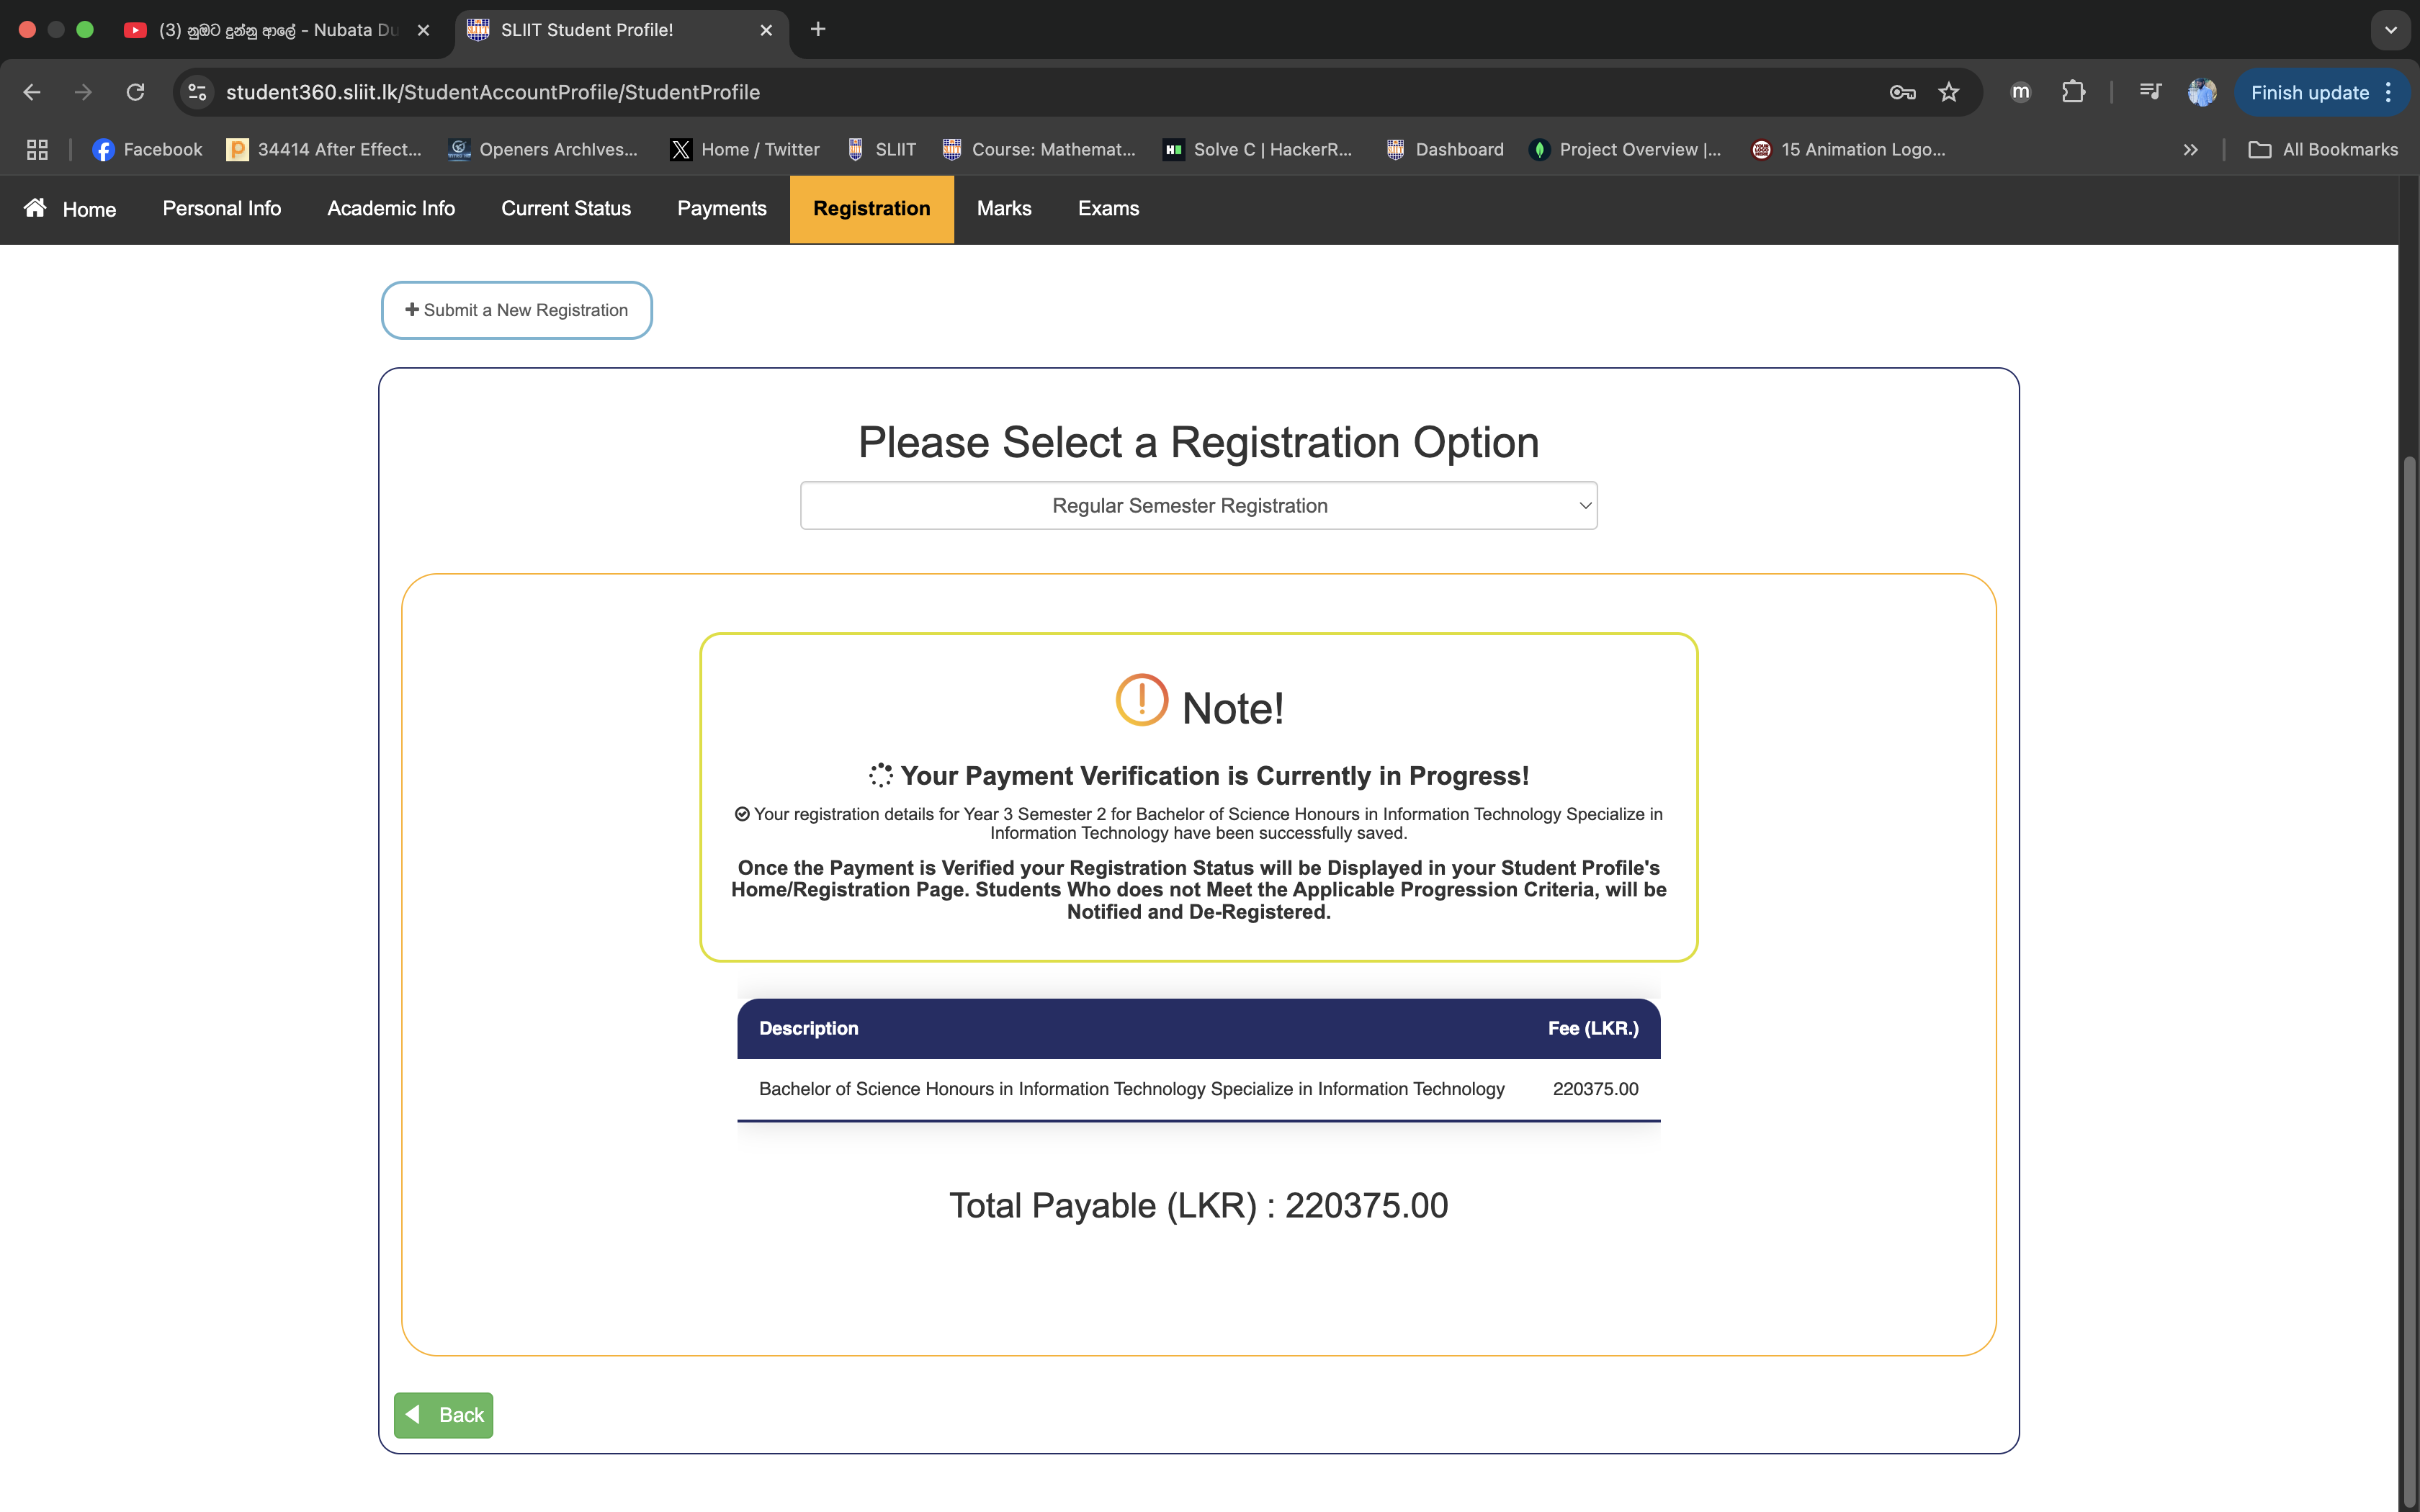 (3) නුඹට දුන්නු ආලේ - Nubata Du
SLIIT Student Profile!
student360.sliit.lk/StudentAccountProfile/StudentProfile
m
Finish update
Facebook
34414 After Effect...
Openers ArchIves...
Home / Twitter
SLIIT
Course: Mathemat...
Solve C | HackerR...
Dashboard
Project Overview |...
15 Animation Logo...
All Bookmarks
Home
Personal Info
Academic Info
Current Status
Payments
Registration
Marks
Exams
Submit a New Registration
Please Select a Registration Option
Regular Semester Registration
Note!
Your Payment Verification is Currently in Progress!
Your registration details for Year 3 Semester 2 for Bachelor of Science Honours in Information Technology Specialize in
Information Technology have been successfully saved.
Once the Payment is Verified your Registration Status will be Displayed in your Student Profile's
Home/Registration Page. Students Who does not Meet the Applicable Progression Criteria, will be
Notified and De-Registered.
Description Fee (LKR.)
Bachelor of Science Honours in Information Technology Specialize in Information Technology 220375.00
Total Payable (LKR) : 220375.00
Back